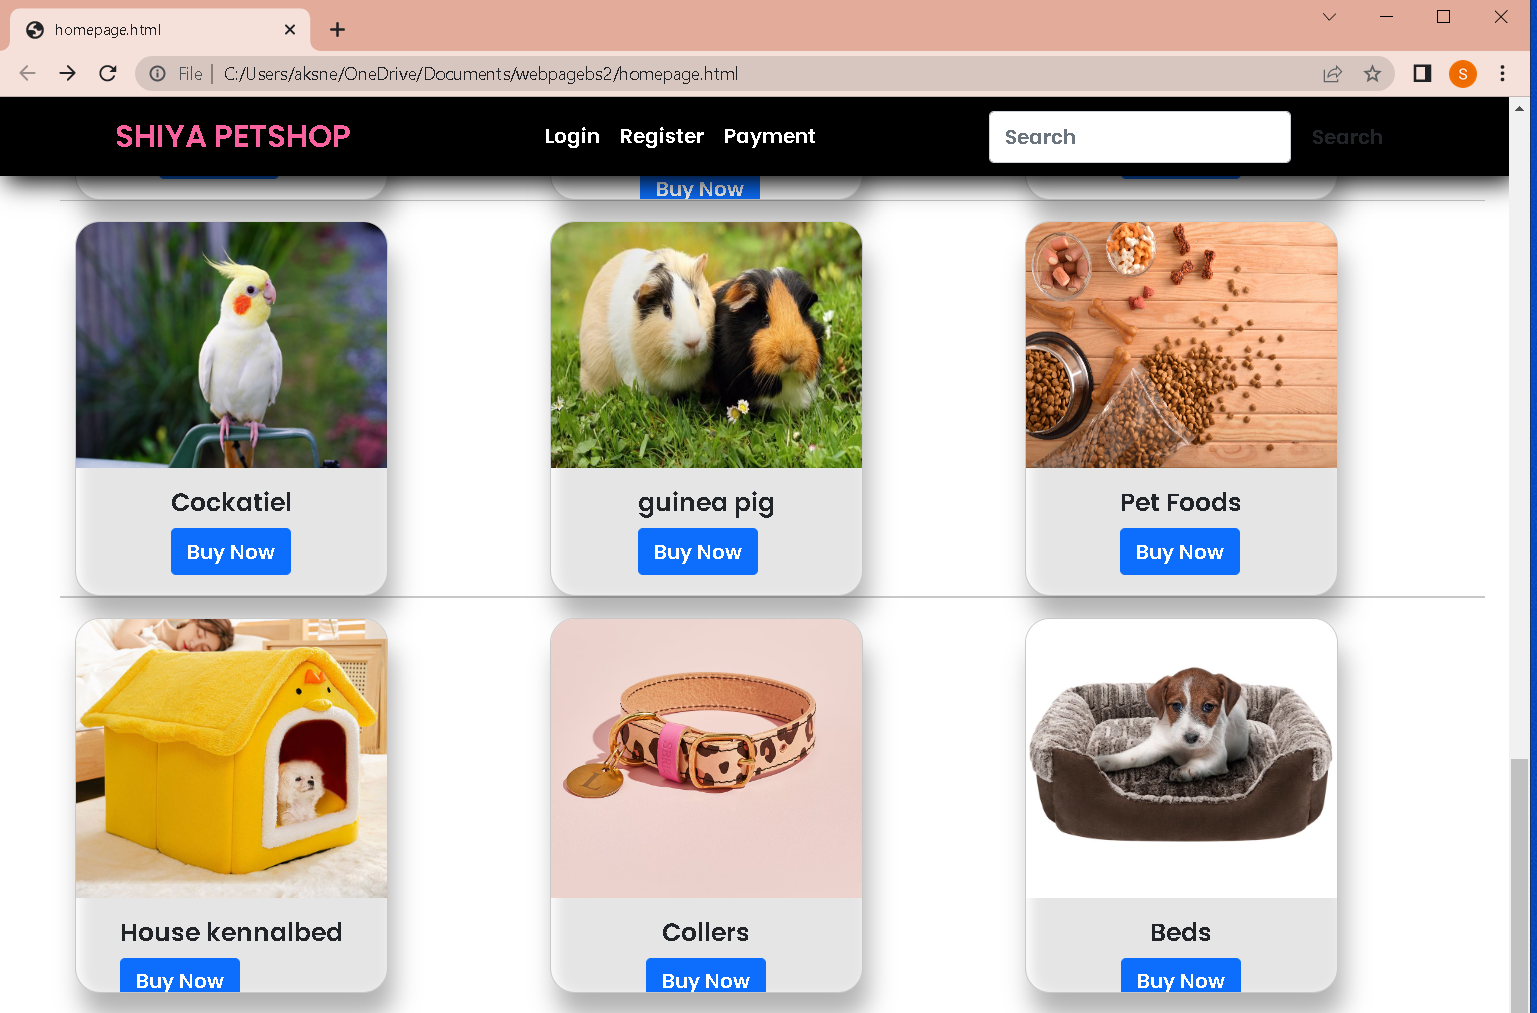 homepage.html
File | C:/Users/aksne/OneDrive/Documents/webpagebs2/homepage.html
S
SHIYA PETSHOP
Login Register Payment
Search
Search
Buy Now
Cockatiel
Buy Now
guinea pig
Buy Now
Pet Foods
Buy Now
L
House kennalbed
Buy Now
Collers
Buy Now
Beds
Buy Now